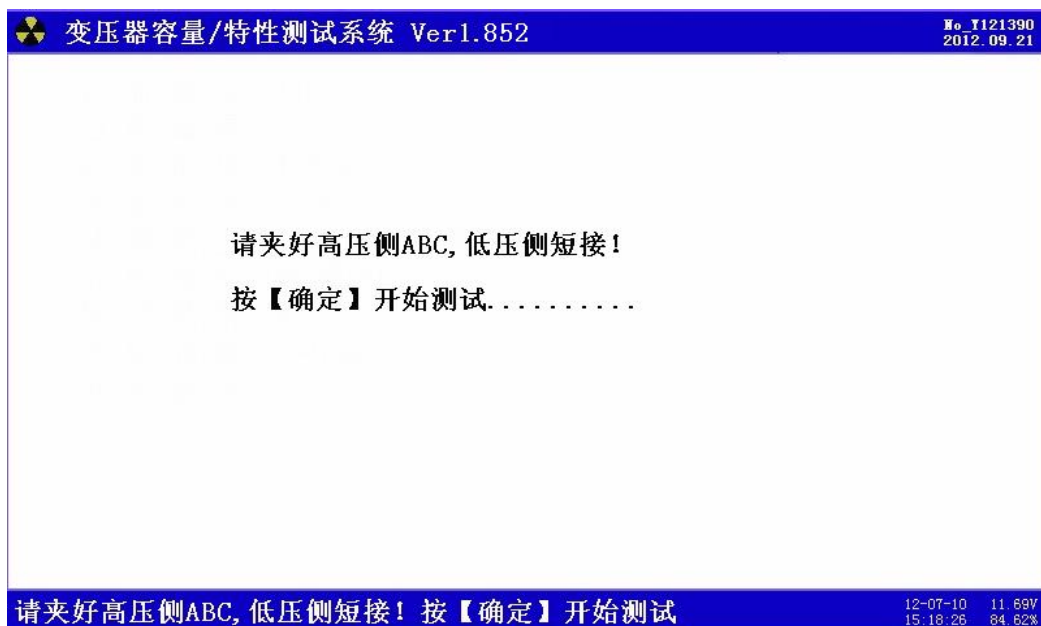 变压器容量/特性测试系统 Ver1.852
No_Y121390
2012.09.21
请夹好高压侧ABC,低压侧短接!
按【确定】开始测试..........
请夹好高压侧ABC,低压侧短接!按【确定】开始测试
12-07-10 11.69V
15:18:26 84.62%